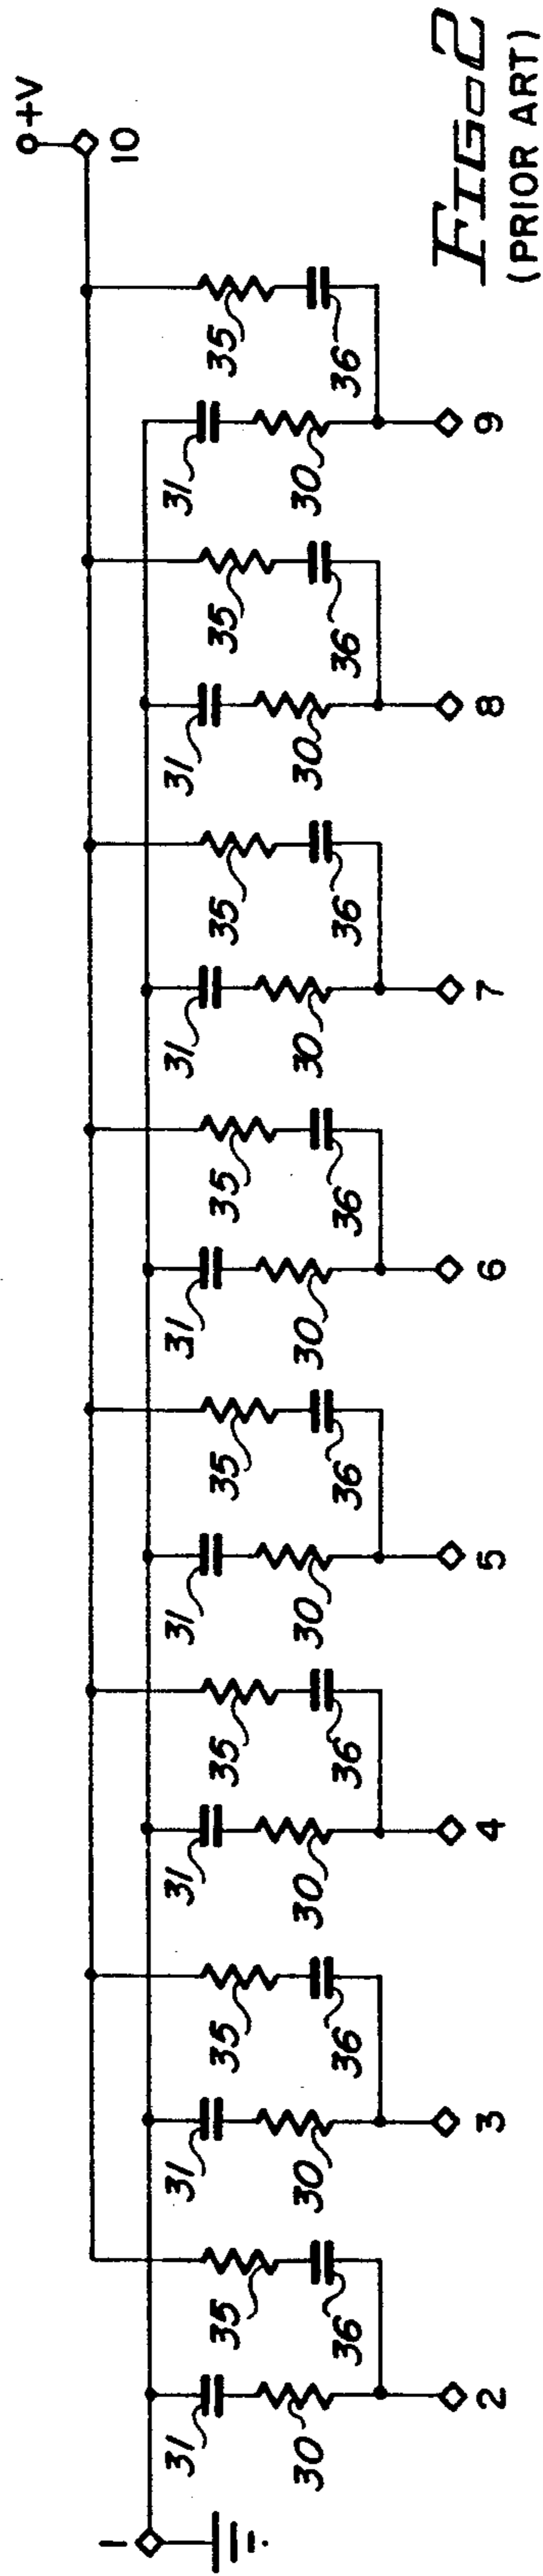 +V
1 10
31 31 31 31 31 31 31 31
35 35 35 35 35 35 35 35
30 30 30 30 30 30 30 30
36 36 36 36 36 36 36 36
2 3 4 5 6 7 8 9
FIG-2
(PRIOR ART)